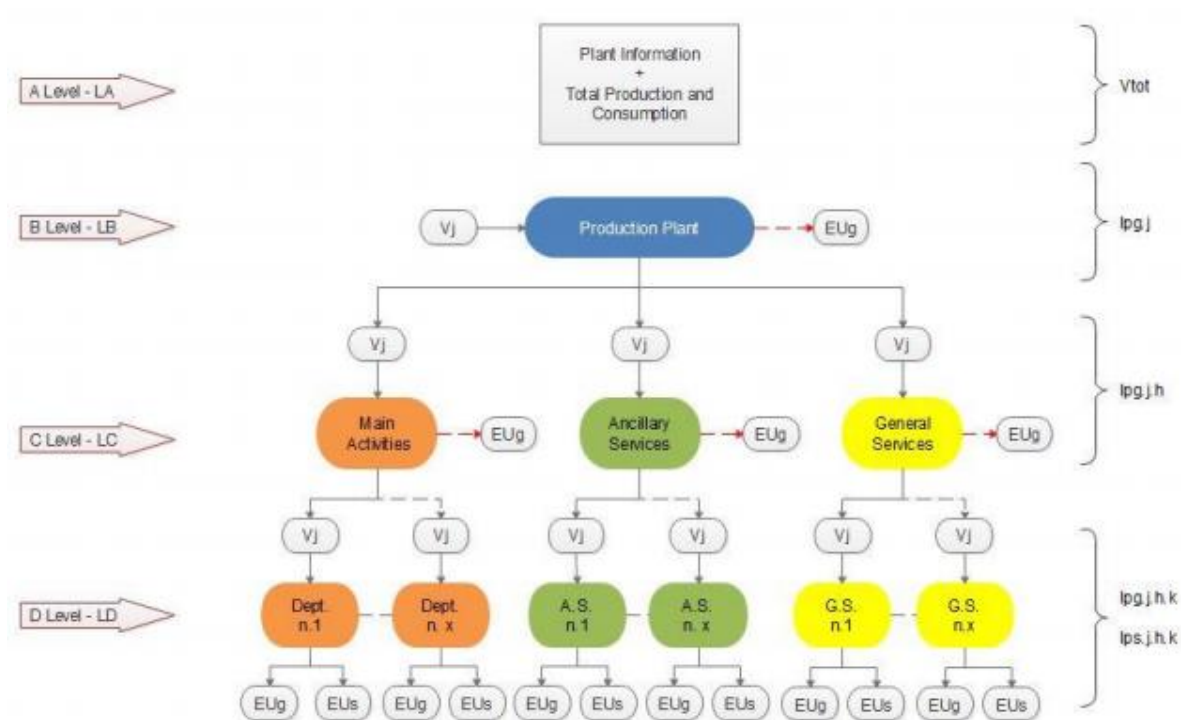 Plant Information
+
Total Production and
Consumption
A Level - LA
Vtot
B Level - LB
Vj
Production Plant
EUg
Ipg.j
Vj
Vj
Vj
Ipg.j.h
C Level - LC
Main
Activities
EUg
Ancillary
Services
EUg
General
Services
EUg
Vj
Vj
Vj
Vj
Vj
Vj
D Level - LD
Dept.
n.1
Dept.
n. x
A.S.
n.1
A.S.
n. x
G.S.
n.1
G.S.
n.x
Ipg.j.h.k
Ips.j.h.k
EUg
EUs
EUg
EUs
EUg
EUs
EUg
EUs
EUg
EUs
EUg
EUs